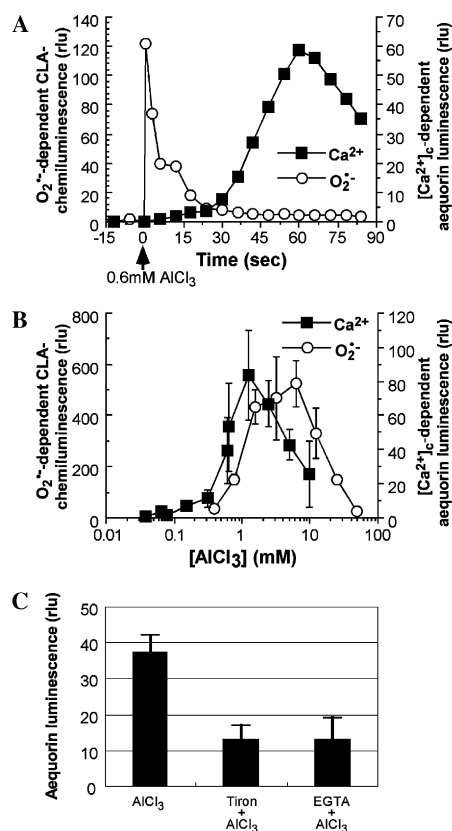 A
O2•−-dependent CLA-
chemiluminescence (rlu)
140
120
100
80
60
40
20
0
70
60
50
40
30
20
10
0
[Ca2+]c-dependent
aequorin luminescence (rlu)
Ca2+
O2•−
-15 0 15 30 45 60 75 90
Time (sec)
0.6mM AlCl3
B
O2•−-dependent CLA-
chemiluminescence (rlu)
800
600
400
200
0
120
100
80
60
40
20
0
[Ca2+]c-dependent
aequorin luminescence (rlu)
Ca2+
O2•−
0.01 0.1 1 10 100
[AlCl3] (mM)
C
Aequorin luminescence (rlu)
50
40
30
20
10
0
AlCl3
Tiron
+
AlCl3
EGTA
+
AlCl3